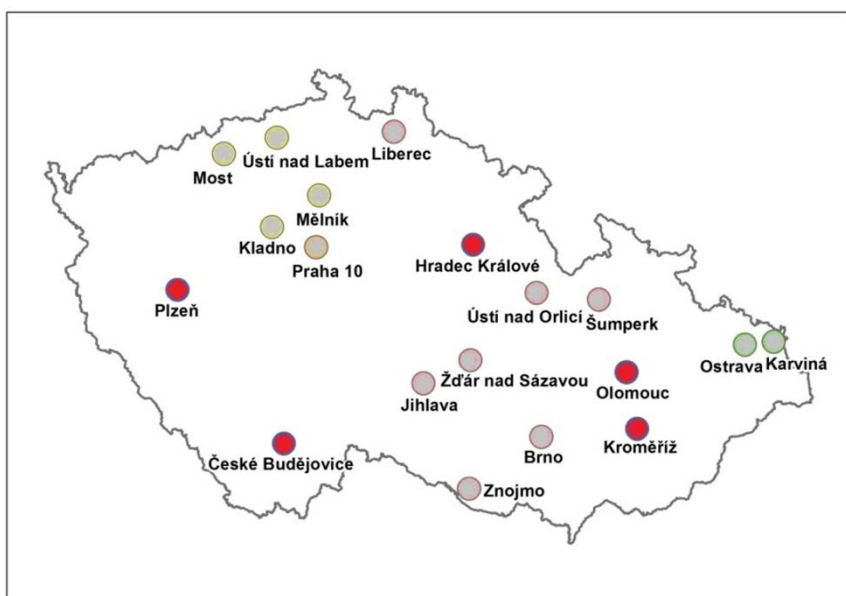 Liberec
Ústí nad Labem
Most
Mělník
Kladno
Praha 10
Hradec Králové
Plzeň
Ústí nad Orlicí
Šumperk
Ostrava
Karviná
Žďár nad Sázavou
Jihlava
Olomouc
Kroměříž
Brno
České Budějovice
Znojmo